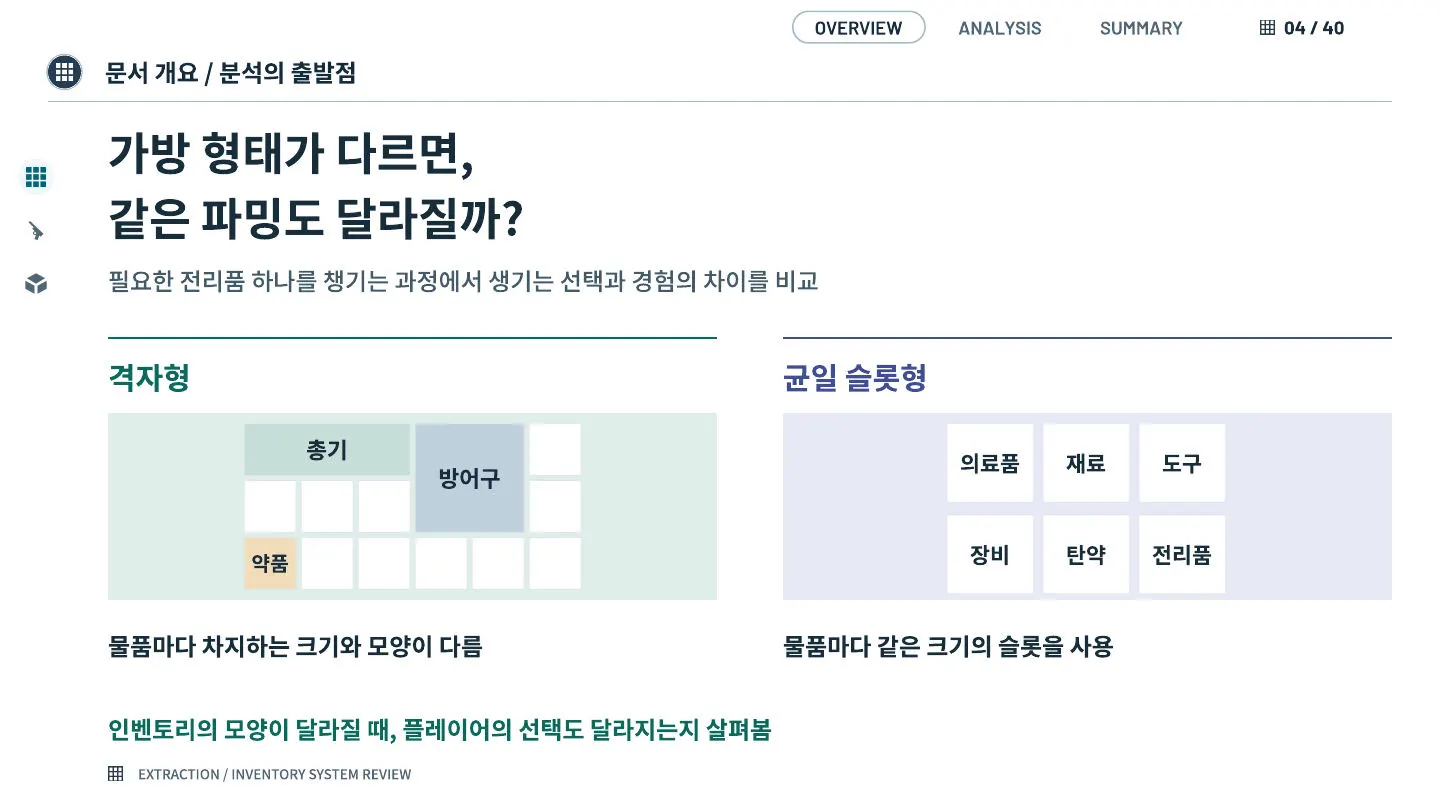 OVERVIEW ANALYSIS SUMMARY 04 / 40
문서 개요 / 분석의 출발점
가방 형태가 다르면,
같은 파밍도 달라질까?
필요한 전리품 하나를 챙기는 과정에서 생기는 선택과 경험의 차이를 비교
격자형
총기
방어구
약품
물품마다 차지하는 크기와 모양이 다름
균일 슬롯형
의료품 재료 도구
장비 탄약 전리품
물품마다 같은 크기의 슬롯을 사용
인벤토리의 모양이 달라질 때, 플레이어의 선택도 달라지는지 살펴봄
EXTRACTION / INVENTORY SYSTEM REVIEW